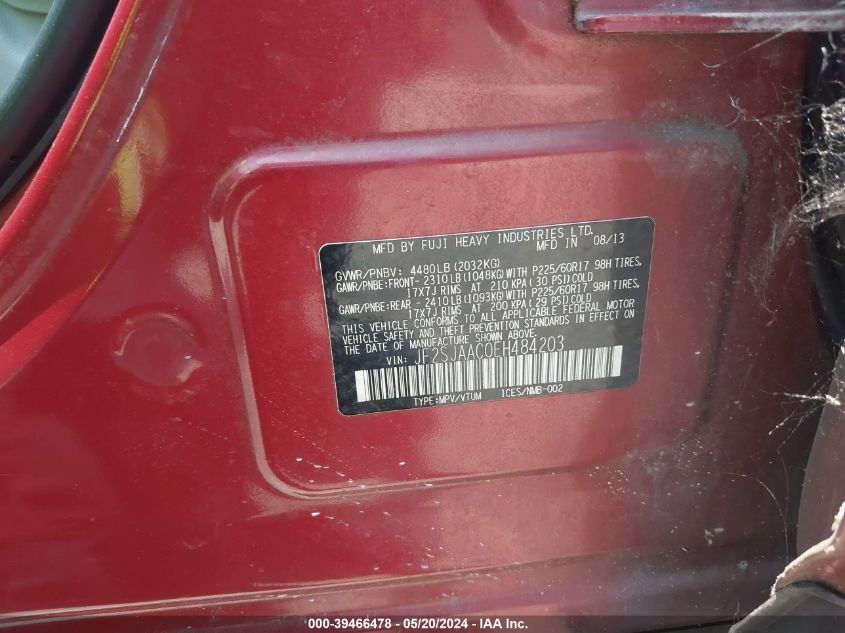 MFD BY FUJI HEAVY INDUSTRIES LTD.
MFD IN 08/13
GVWR/PNBV: 4480LB(2032KG)
GAWR/PNBE:FRONT- 2310LB(1048KG)WITH P225/60R17 98H TIRES,
17X7J RIMS AT 210 KPA(30 PSI)COLD
GAWR/PNBE:REAR - 2410LB(1093KG)WITH P225/60R17 98H TIRES,
17X7J RIMS AT 200 KPA(29 PSI)COLD
THIS VEHICLE CONFORMS TO ALL APPLICABLE FEDERAL MOTOR
VEHICLE SAFETY AND THEFT PREVENTION STANDARDS IN EFFECT ON
THE DATE OF MANUFACTURE SHOWN ABOVE.
VIN: JF2SJAAC0EH484203
TYPE:MPV/VTUM ICES/NMB-002
000-39466478 - 05/20/2024 - IAAI.COM